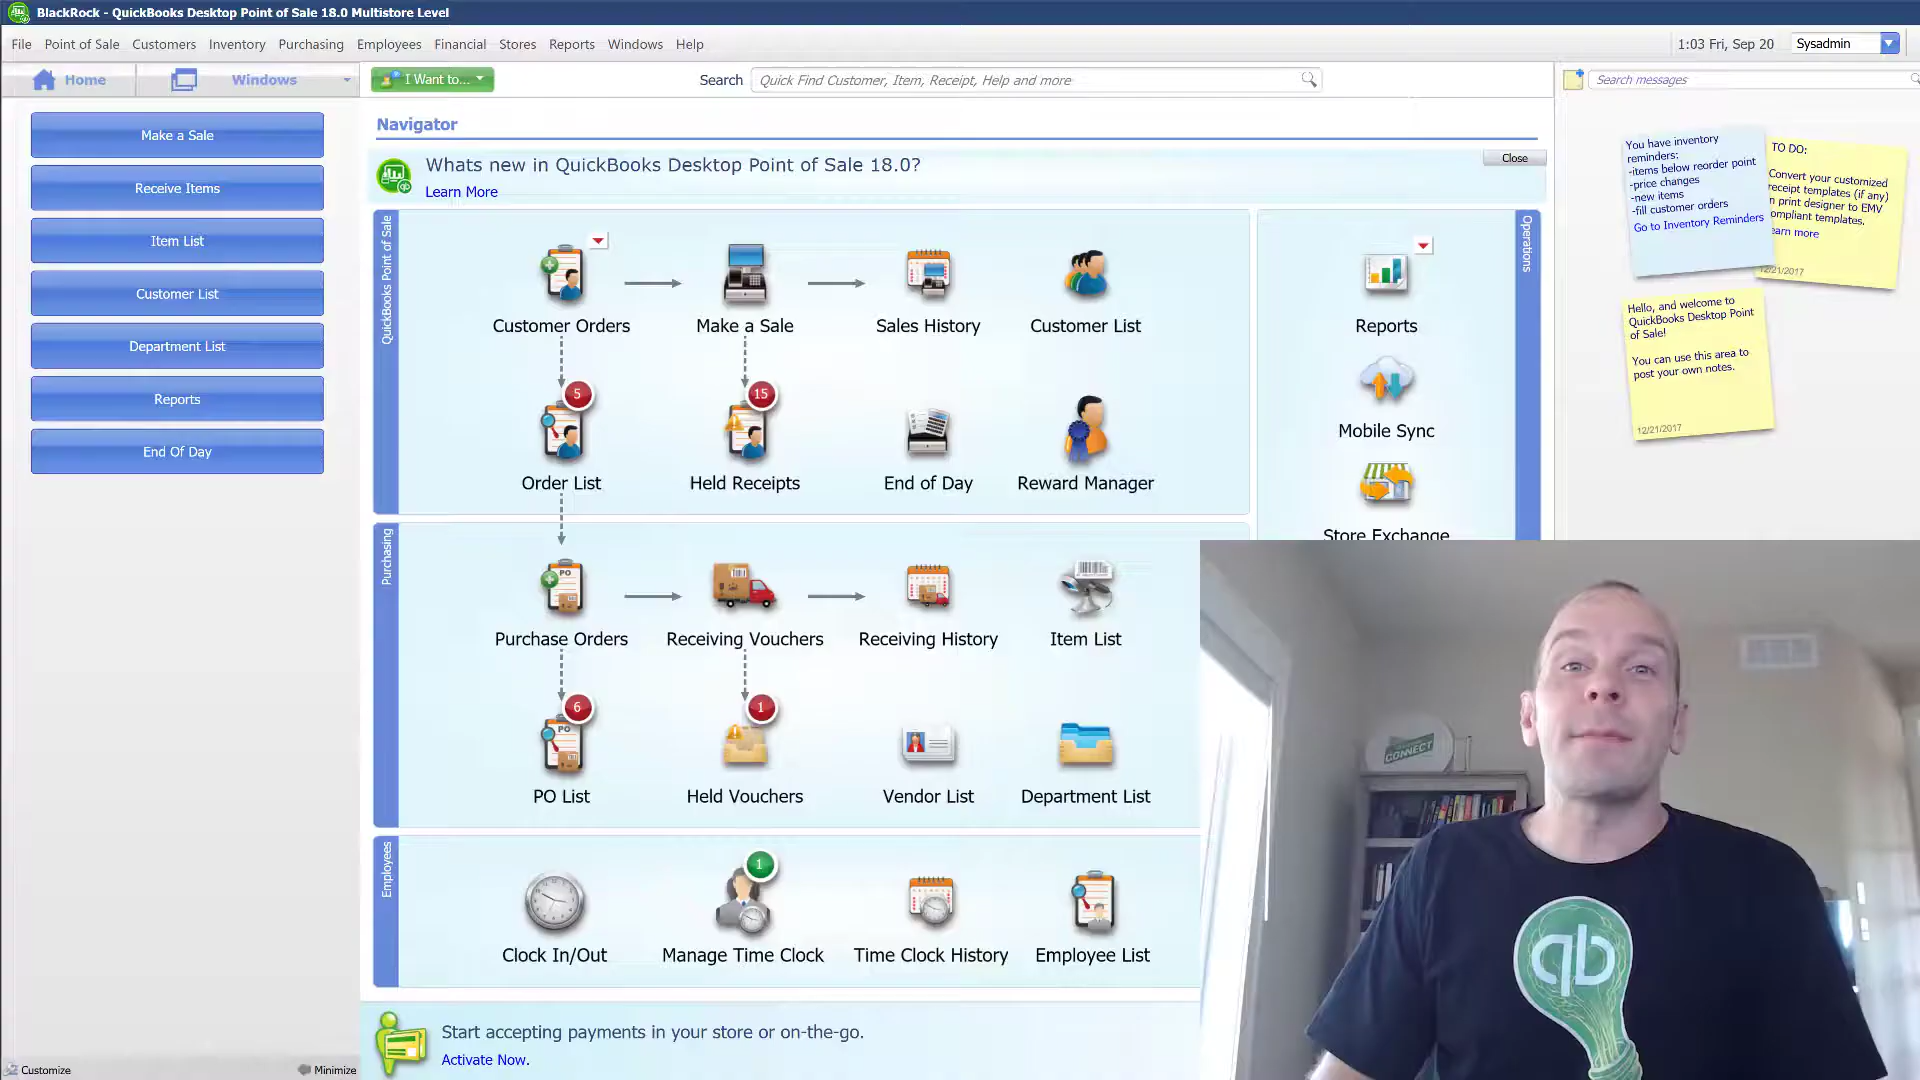 BlackRock - QuickBooks Desktop Point of Sale 18.0 Multistore Level
File Point of Sale Customers Inventory Purchasing Employees Financial Stores Reports Windows Help
1:03 Fri, Sep 20
Sysadmin
Home
Windows
I Want to...
Search
Quick Find Customer, Item, Receipt, Help and more
Search messages
Make a Sale
Receive Items
Item List
Customer List
Department List
Reports
End Of Day
Customize
Minimize
Navigator
Whats new in QuickBooks Desktop Point of Sale 18.0?
Learn More
Close
QuickBooks Point of Sale
Customer Orders
Make a Sale
Sales History
Customer List
5
15
Order List
Held Receipts
End of Day
Reward Manager
Purchasing
PO
Purchase Orders
Receiving Vouchers
Receiving History
Item List
6
1
PO
PO List
Held Vouchers
Vendor List
Department List
Employees
1
Clock In/Out
Manage Time Clock
Time Clock History
Employee List
Operations
Reports
Mobile Sync
Store Exchange
Start accepting payments in your store or on-the-go.
Activate Now.
You have inventory
reminders:
-items below reorder point
-price changes
-new items
-fill customer orders
Go to Inventory Reminders
TO DO:
Convert your customized
receipt templates (if any)
n print designer to EMV
ompliant templates.
earn more
12/21/2017
Hello, and welcome to
QuickBooks Desktop Point
of Sale!
You can use this area to
post your own notes.
12/21/2017
CONNECT
qb